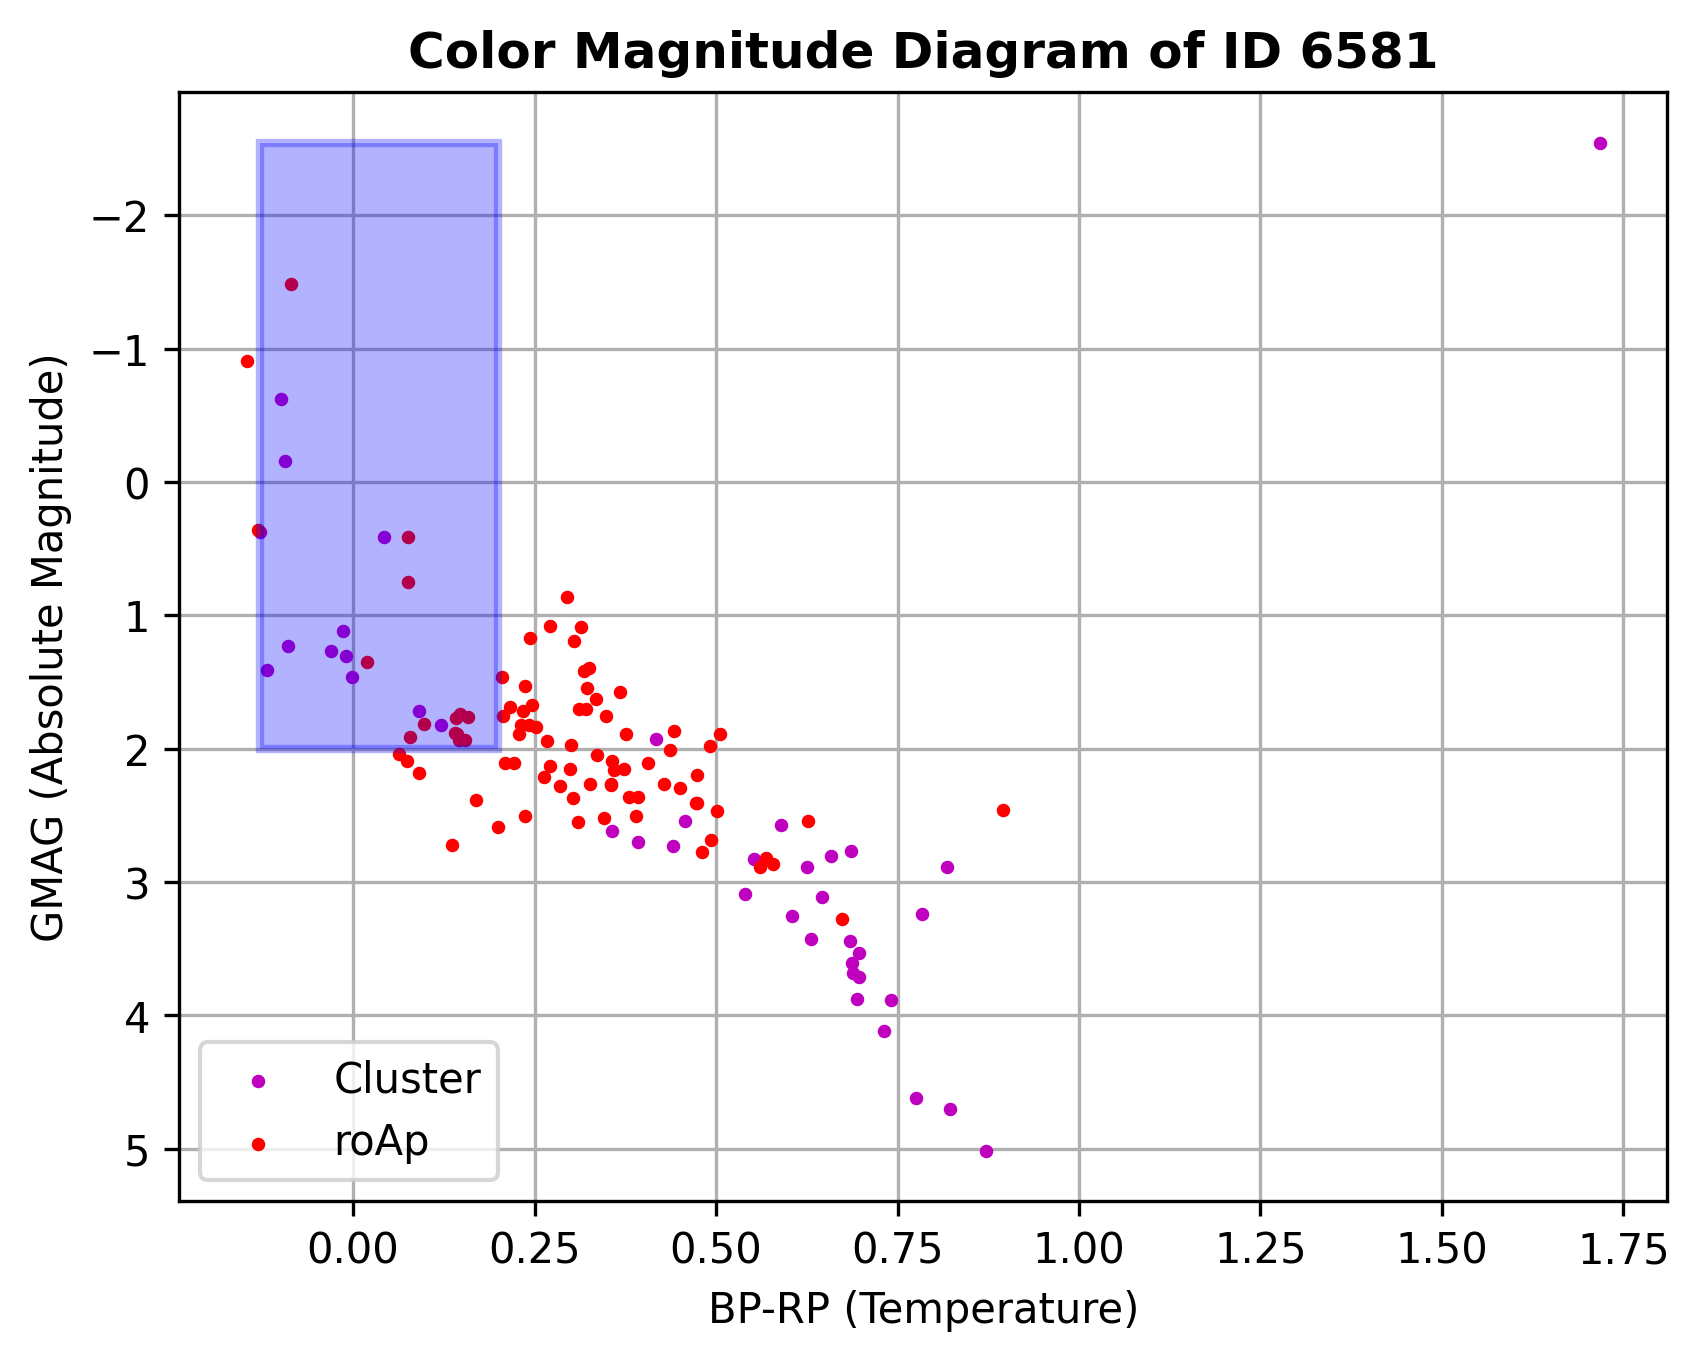 Color Magnitude Diagram of ID 6581
GMAG (Absolute Magnitude)
−2
−1
0
1
2
3
4
5
Cluster
roAp
0.00 0.25 0.50 0.75 1.00 1.25 1.50 1.75
BP-RP (Temperature)